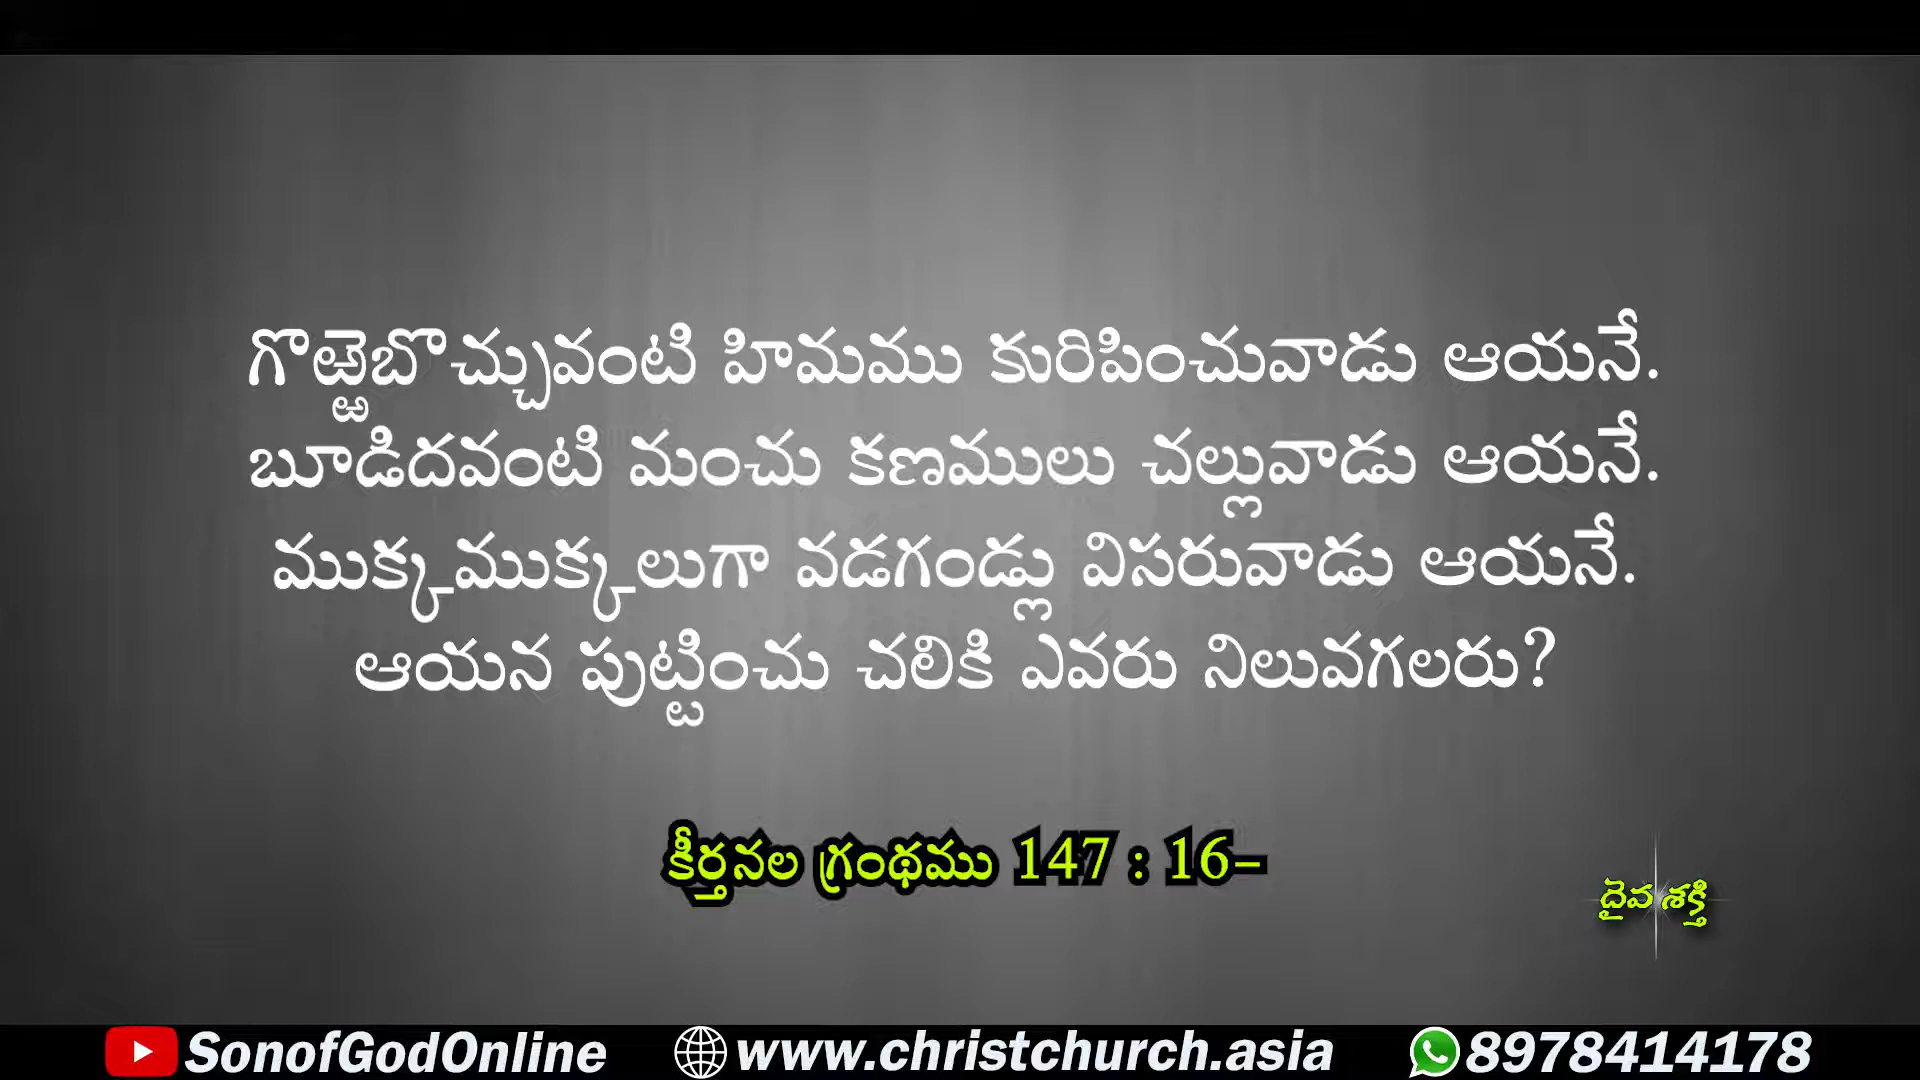 గొఱ్ఱెబొచ్చువంటి హిమము కురిపించువాడు ఆయనే.
బూడిదవంటి మంచు కణములు చల్లువాడు ఆయనే.
ముక్కముక్కలుగా వడగండ్లు విసరువాడు ఆయనే.
ఆయన పుట్టించు చలికి ఎవరు నిలువగలరు?
కీర్తనల గ్రంథము 147 : 16-
దైవ శక్తి
SonofGodOnline www.christchurch.asia 8978414178